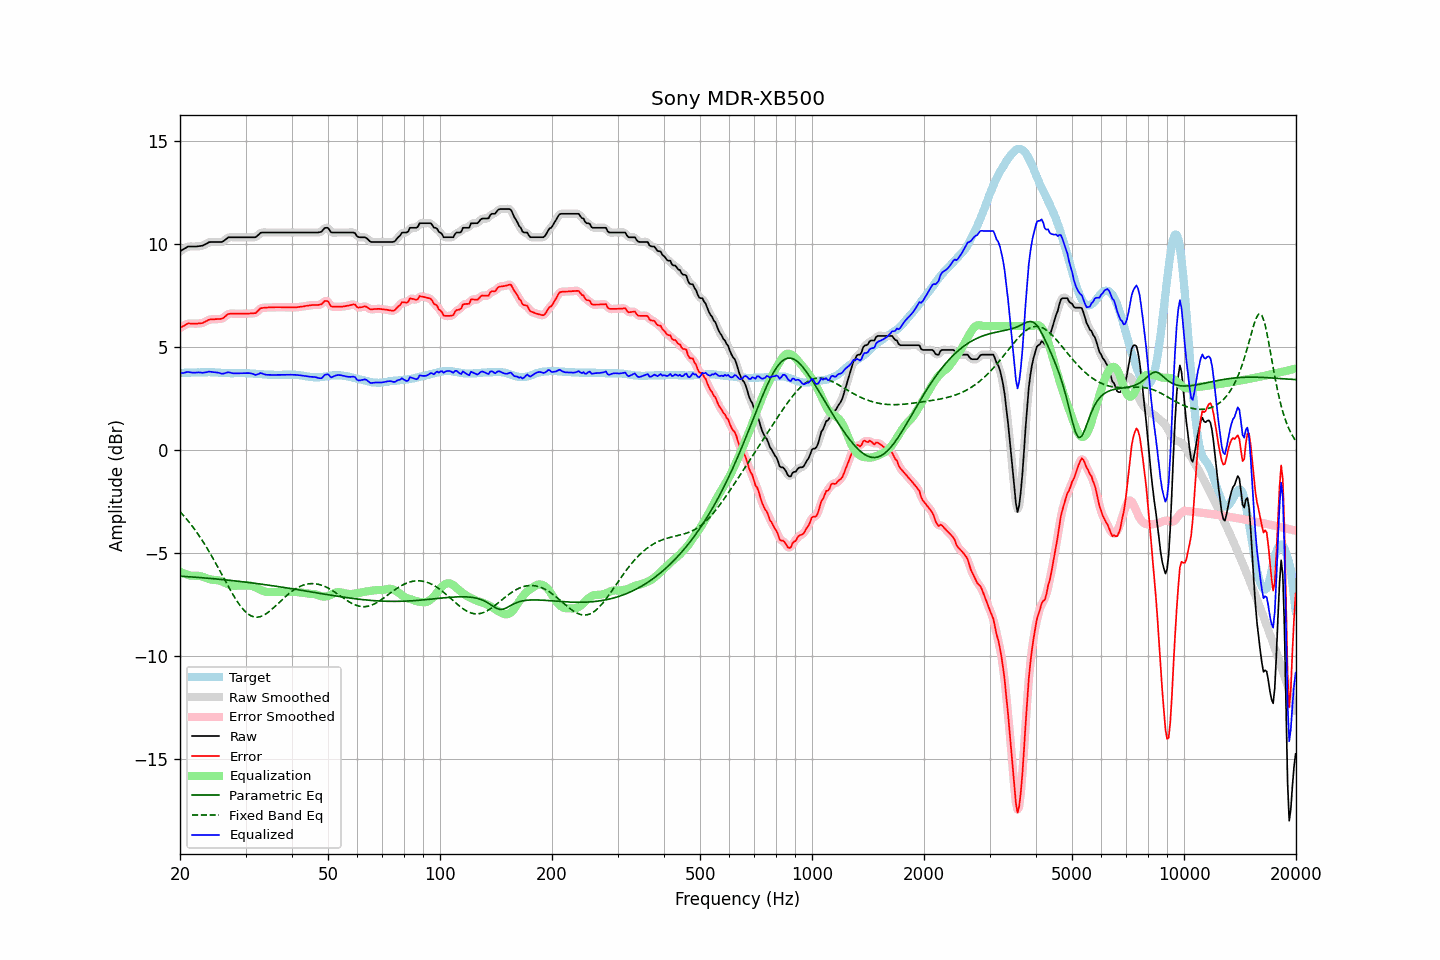 Sony MDR-XB500
Amplitude (dBr)
15
10
5
0
−5
−10
−15
Target
Raw Smoothed
Error Smoothed
Raw
Error
Equalization
Parametric Eq
Fixed Band Eq
Equalized
20 50 100 200 500 1000 2000 5000 10000 20000
Frequency (Hz)